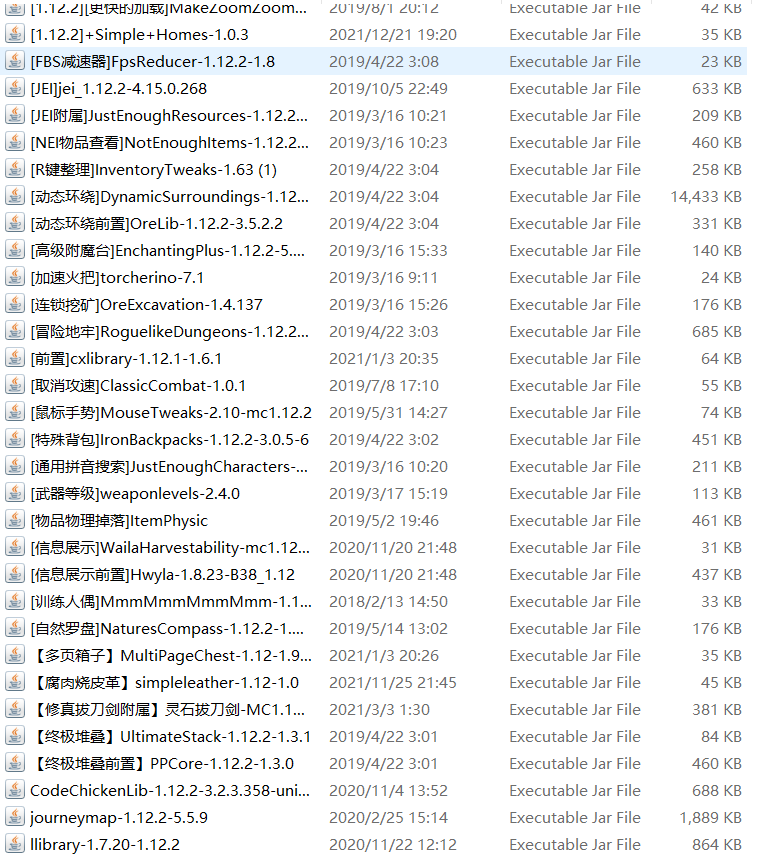 [1.12.2][更快的加载]MakeZoomZoom... 2019/8/1 20:12 Executable Jar File 42 KB
[1.12.2]+Simple+Homes-1.0.3 2021/12/21 19:20 Executable Jar File 35 KB
[FBS减速器]FpsReducer-1.12.2-1.8 2019/4/22 3:08 Executable Jar File 23 KB
[JEI]jei_1.12.2-4.15.0.268 2019/10/5 22:49 Executable Jar File 633 KB
[JEI附属]JustEnoughResources-1.12.2... 2019/3/16 10:21 Executable Jar File 209 KB
[NEI物品查看]NotEnoughItems-1.12.2... 2019/3/16 10:23 Executable Jar File 460 KB
[R键整理]InventoryTweaks-1.63 (1) 2019/4/22 3:04 Executable Jar File 258 KB
[动态环绕]DynamicSurroundings-1.12... 2019/4/22 3:04 Executable Jar File 14,433 KB
[动态环绕前置]OreLib-1.12.2-3.5.2.2 2019/4/22 3:04 Executable Jar File 331 KB
[高级附魔台]EnchantingPlus-1.12.2-5.... 2019/3/16 15:33 Executable Jar File 140 KB
[加速火把]torcherino-7.1 2019/3/16 9:11 Executable Jar File 24 KB
[连锁挖矿]OreExcavation-1.4.137 2019/3/16 15:26 Executable Jar File 176 KB
[冒险地牢]RoguelikeDungeons-1.12.2... 2019/4/22 3:03 Executable Jar File 685 KB
[前置]cxlibrary-1.12.1-1.6.1 2021/1/3 20:35 Executable Jar File 64 KB
[取消攻速]ClassicCombat-1.0.1 2019/7/8 17:10 Executable Jar File 55 KB
[鼠标手势]MouseTweaks-2.10-mc1.12.2 2019/5/31 14:27 Executable Jar File 74 KB
[特殊背包]IronBackpacks-1.12.2-3.0.5-6 2019/4/22 3:02 Executable Jar File 451 KB
[通用拼音搜索]JustEnoughCharacters-... 2019/3/16 10:20 Executable Jar File 211 KB
[武器等级]weaponlevels-2.4.0 2019/3/17 15:19 Executable Jar File 113 KB
[物品物理掉落]ItemPhysic 2019/5/2 19:46 Executable Jar File 461 KB
[信息展示]WailaHarvestability-mc1.12... 2020/11/20 21:48 Executable Jar File 31 KB
[信息展示前置]Hwyla-1.8.23-B38_1.12 2020/11/20 21:48 Executable Jar File 437 KB
[训练人偶]MmmMmmMmmMmm-1.1... 2018/2/13 14:50 Executable Jar File 33 KB
[自然罗盘]NaturesCompass-1.12.2-1.... 2019/5/14 13:02 Executable Jar File 176 KB
【多页箱子】MultiPageChest-1.12-1.9... 2021/1/3 20:26 Executable Jar File 35 KB
【腐肉烧皮革】simpleleather-1.12-1.0 2021/11/25 21:45 Executable Jar File 45 KB
【修真拔刀剑附属】灵石拔刀剑-MC1.1... 2021/3/3 1:30 Executable Jar File 381 KB
【终极堆叠】UltimateStack-1.12.2-1.3.1 2019/4/22 3:01 Executable Jar File 84 KB
【终极堆叠前置】PPCore-1.12.2-1.3.0 2019/4/22 3:01 Executable Jar File 460 KB
CodeChickenLib-1.12.2-3.2.3.358-uni... 2020/11/4 13:52 Executable Jar File 688 KB
journeymap-1.12.2-5.5.9 2020/2/25 15:14 Executable Jar File 1,889 KB
llibrary-1.7.20-1.12.2 2020/11/22 12:12 Executable Jar File 864 KB